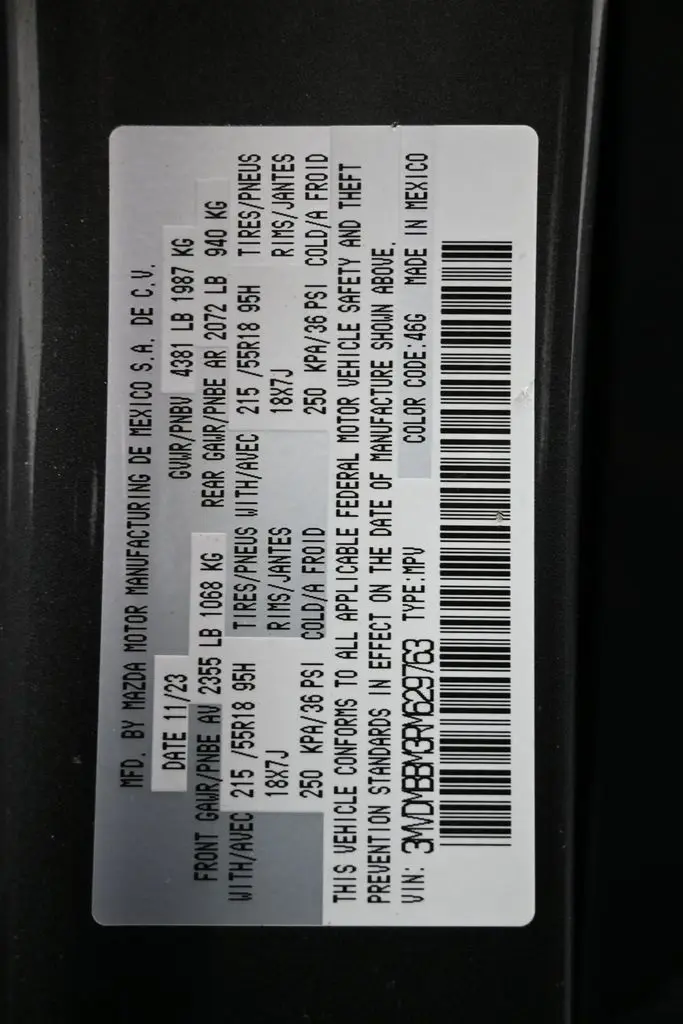 MFD. BY MAZDA MOTOR MANUFACTURING DE MEXICO S.A. DE C.V.
DATE 11/23 GVWR/PNBV 4381 LB 1987 KG
FRONT GAWR/PNBE AV 2355 LB 1068 KG REAR GAWR/PNBE AR 2072 LB 940 KG
WITH/AVEC 215 /55R18 95H TIRES/PNEUS WITH/AVEC 215 /55R18 95H TIRES/PNEUS
18X7J RIMS/JANTES 18X7J RIMS/JANTES
250 KPA/36 PSI COLD/A FROID 250 KPA/36 PSI COLD/A FROID
THIS VEHICLE CONFORMS TO ALL APPLICABLE FEDERAL MOTOR VEHICLE SAFETY AND THEFT
PREVENTION STANDARDS IN EFFECT ON THE DATE OF MANUFACTURE SHOWN ABOVE.
VIN: 3MVDMBBM3RM629763 TYPE:MPV COLOR CODE:46G MADE IN MEXICO